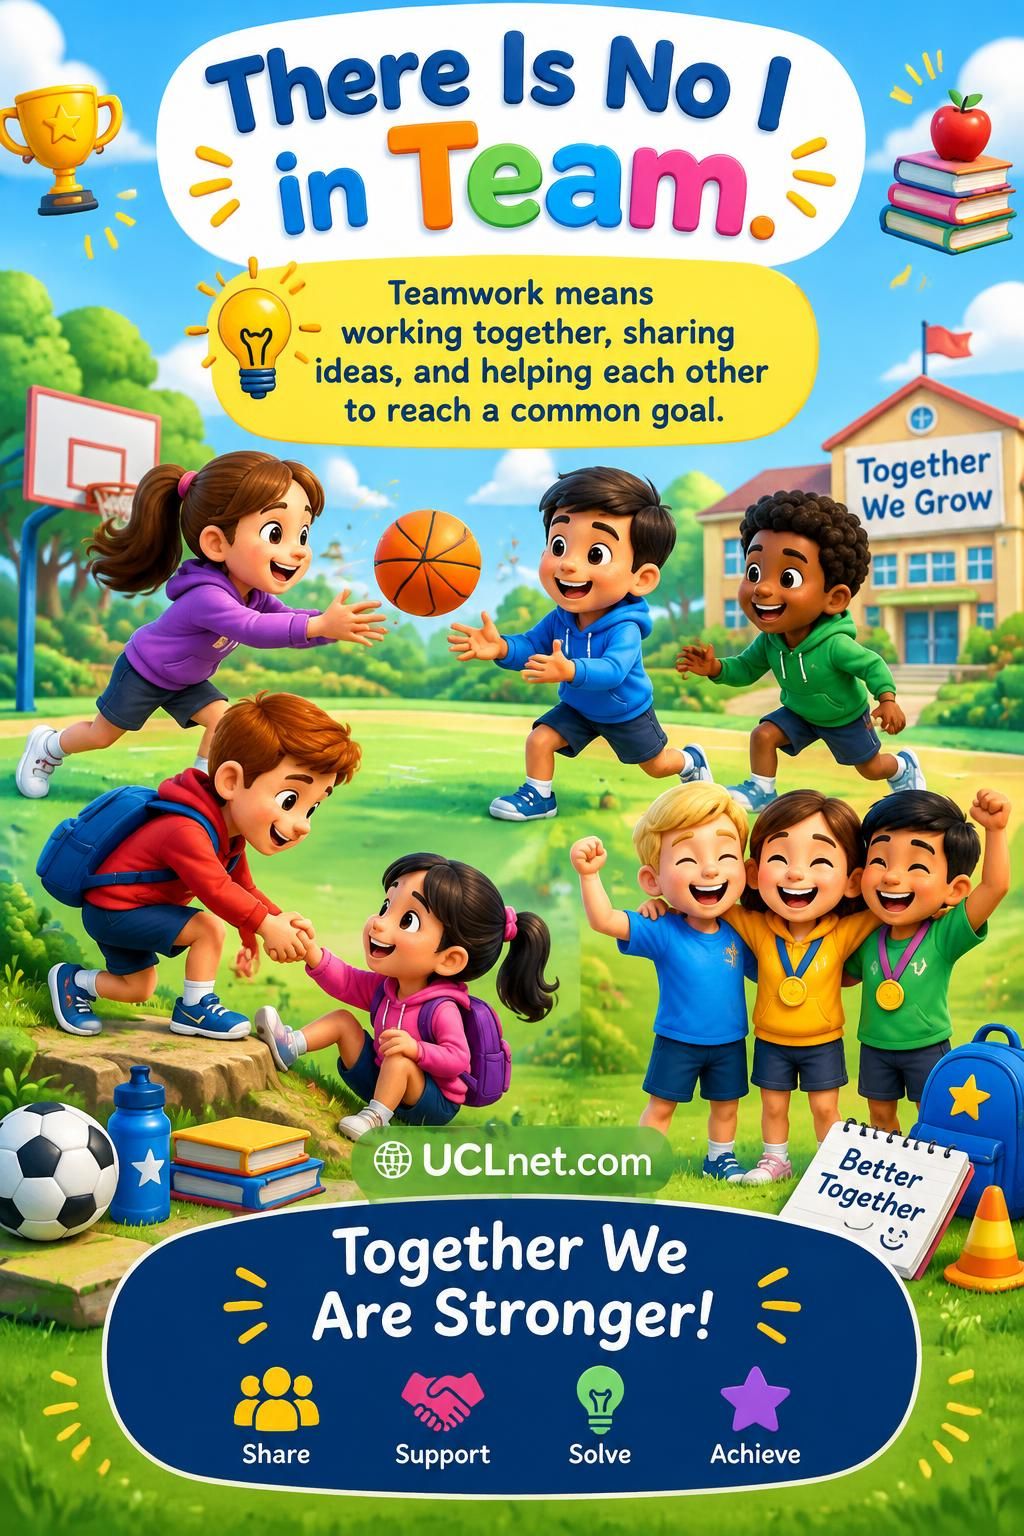 There Is No I
in Team.
Teamwork means
working together, sharing
ideas, and helping each other
to reach a common goal.
Together
We Grow
UCLnet.com
Better
Together
Together We
Are Stronger!
Share
Support
Solve
Achieve